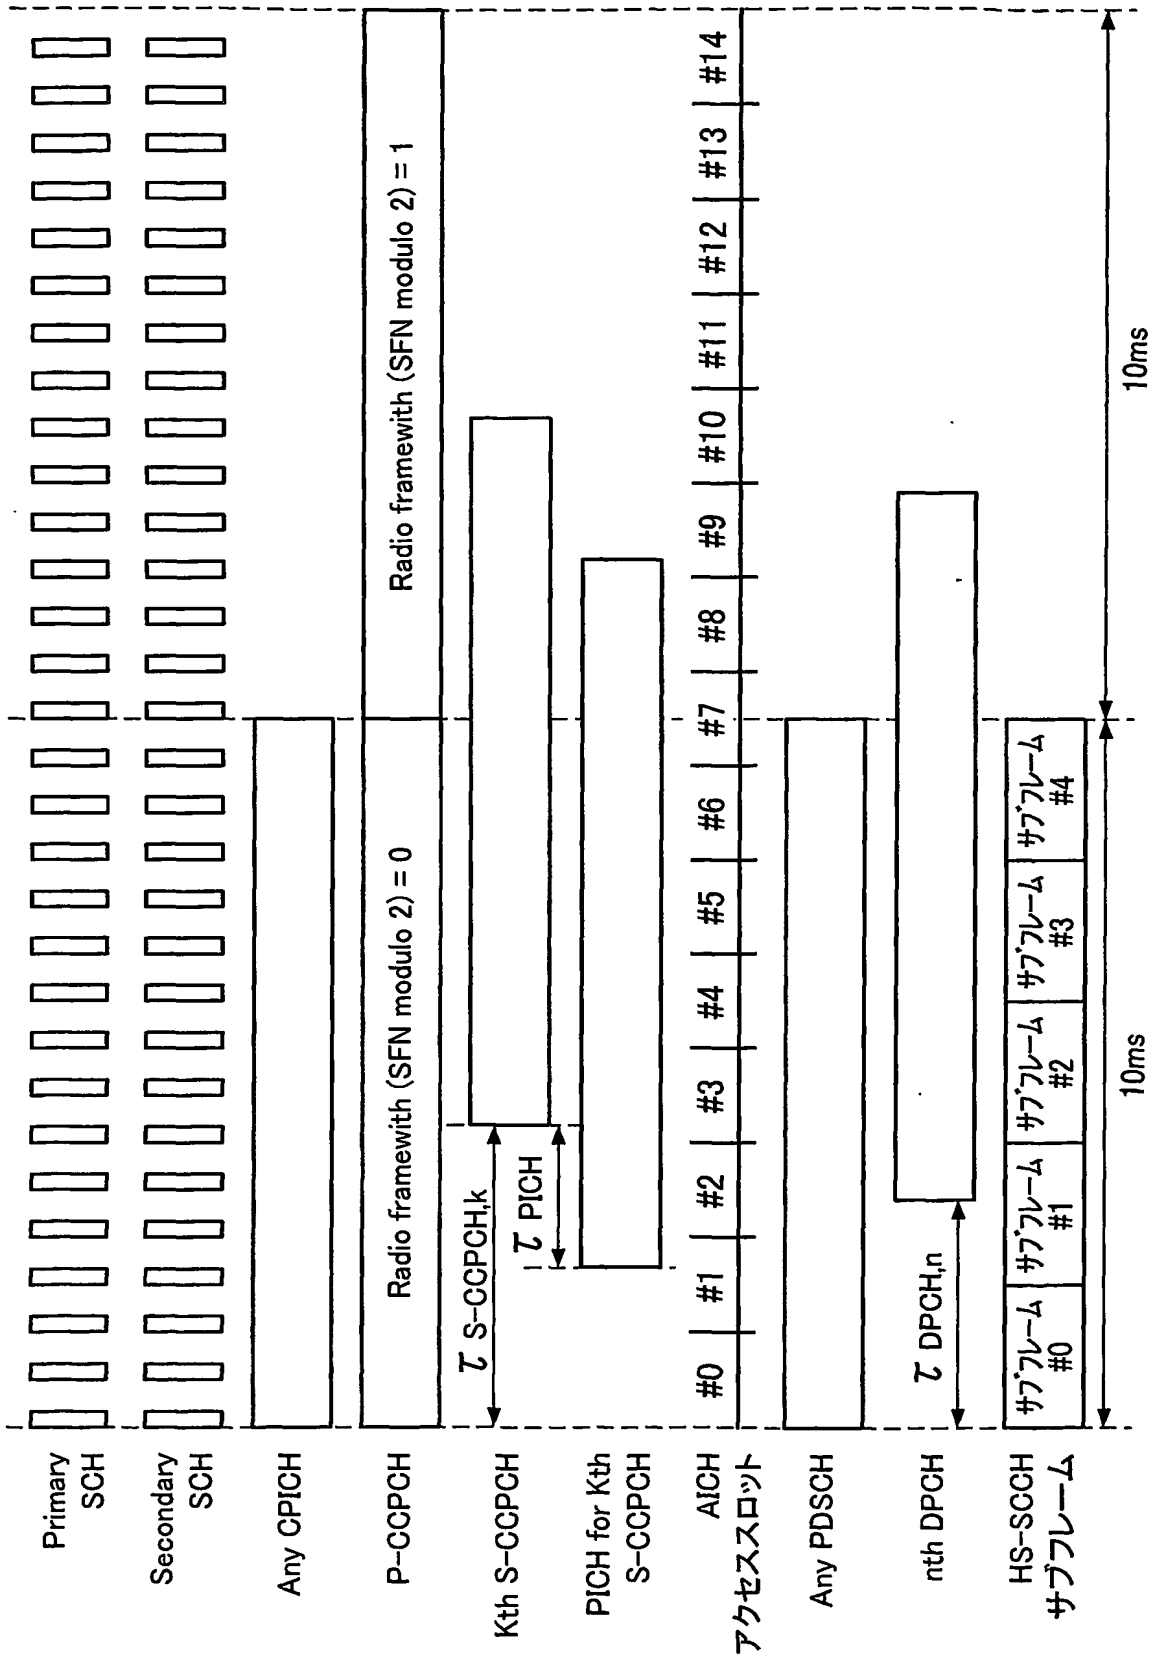 Primary
SCH
Secondary
SCH
Any CPICH
P-CCPCH
Radio framewith (SFN modulo 2) = 0
Radio framewith (SFN modulo 2) = 1
Kth S-CCPCH
τ S-CCPCH,k
τ PICH
PICH for Kth
S-CCPCH
AICH
アクセススロット
#0
#1
#2
#3
#4
#5
#6
#7
#8
#9
#10
#11
#12
#13
#14
Any PDSCH
nth DPCH
τ DPCH,n
HS-SCCH
サブフレーム
サブフレーム
#0
サブフレーム
#1
サブフレーム
#2
サブフレーム
#3
サブフレーム
#4
10ms
10ms